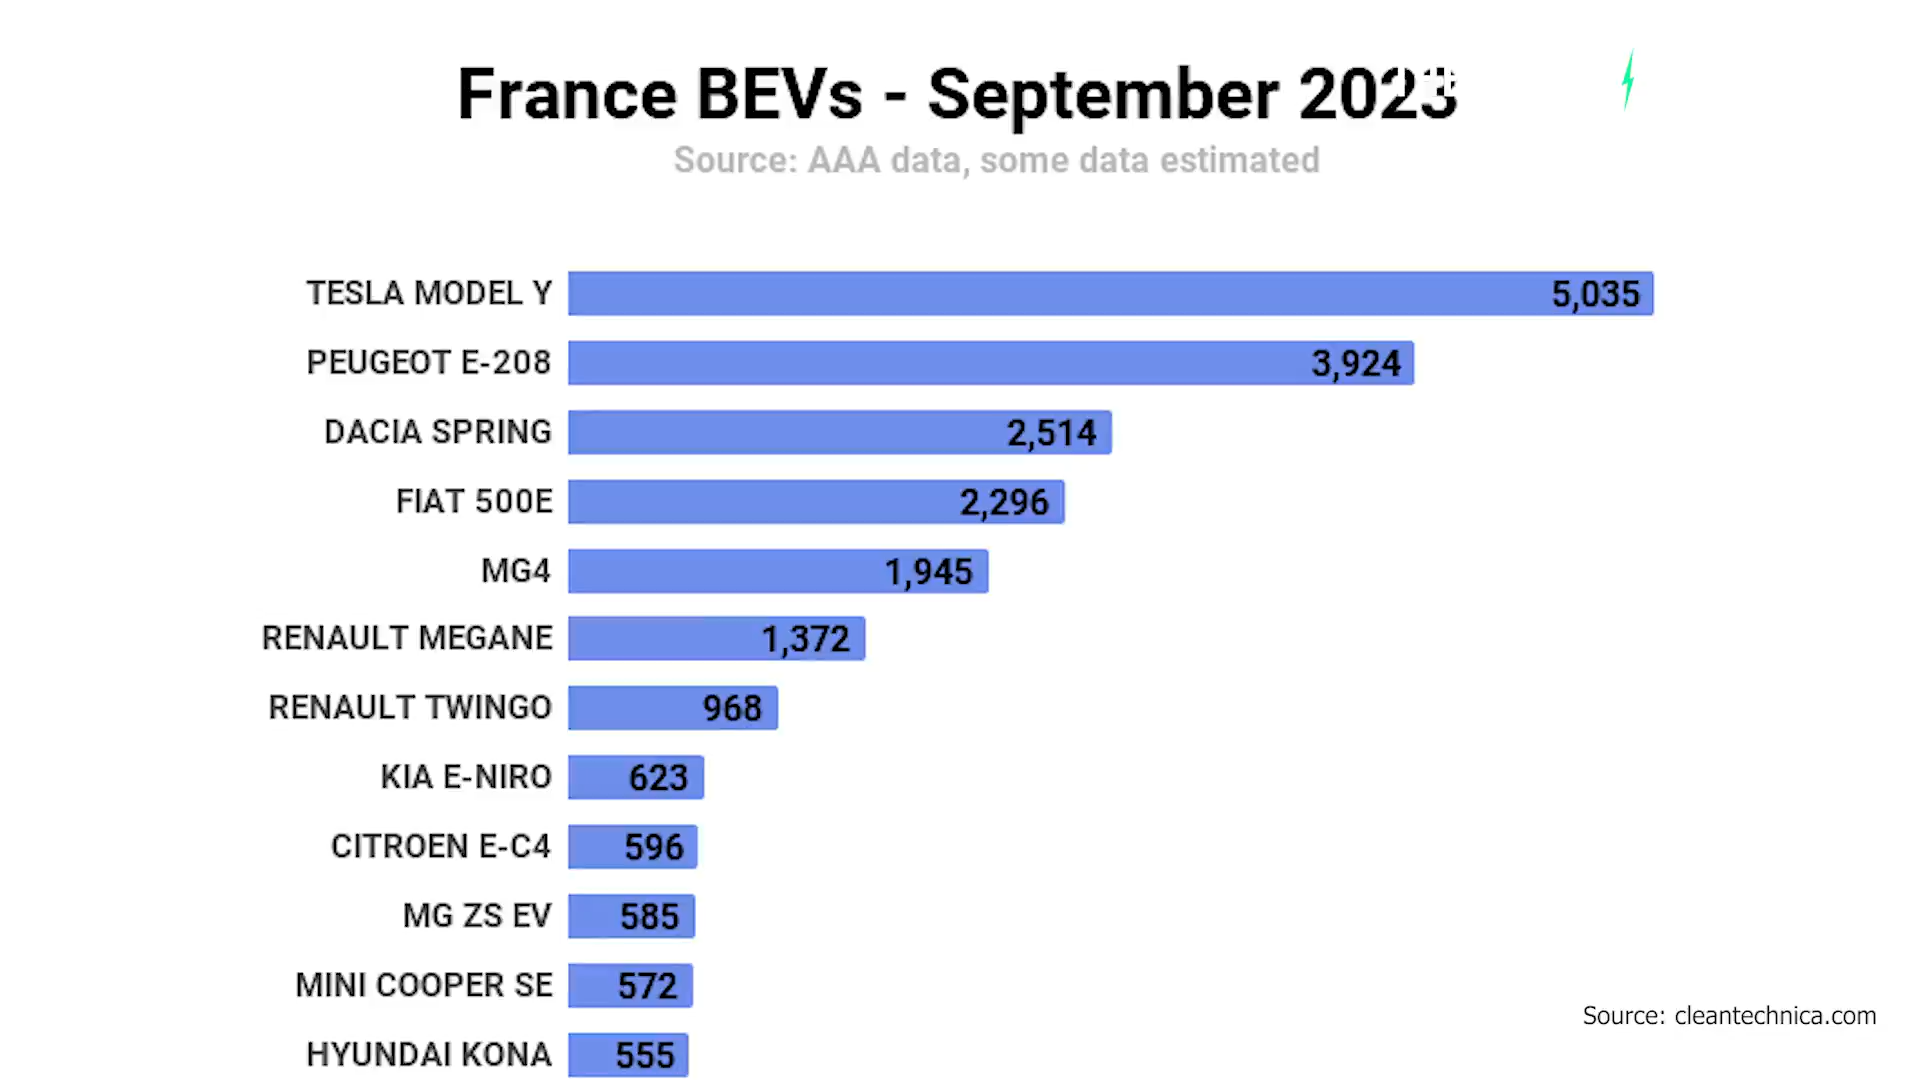 France BEVs - September 2023
Source: AAA data, some data estimated
TESLA MODEL Y 5,035
PEUGEOT E-208 3,924
DACIA SPRING 2,514
FIAT 500E 2,296
MG4 1,945
RENAULT MEGANE 1,372
RENAULT TWINGO 968
KIA E-NIRO 623
CITROEN E-C4 596
MG ZS EV 585
MINI COOPER SE 572
Source: cleantechnica.com
HYUNDAI KONA 555